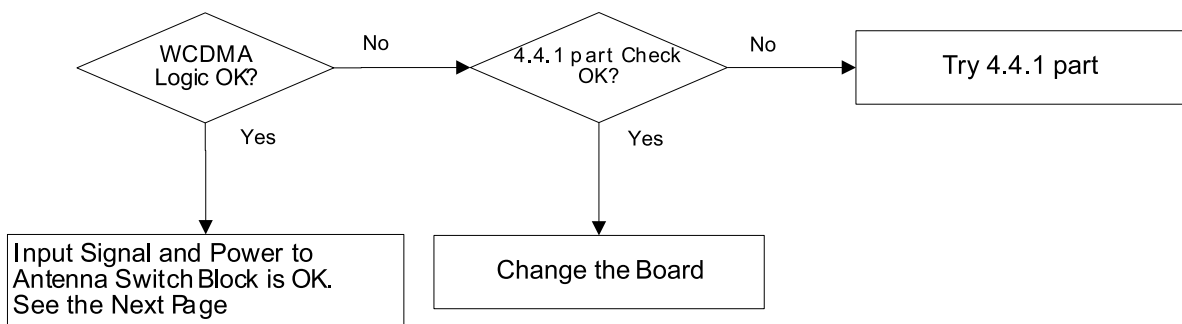 WCDMA
Logic OK?
No
4.4.1 part Check
OK?
No
Try 4.4.1 part
Yes
Yes
Input Signal and Power to
Antenna Switch Block is OK.
See the Next Page
Change the Board